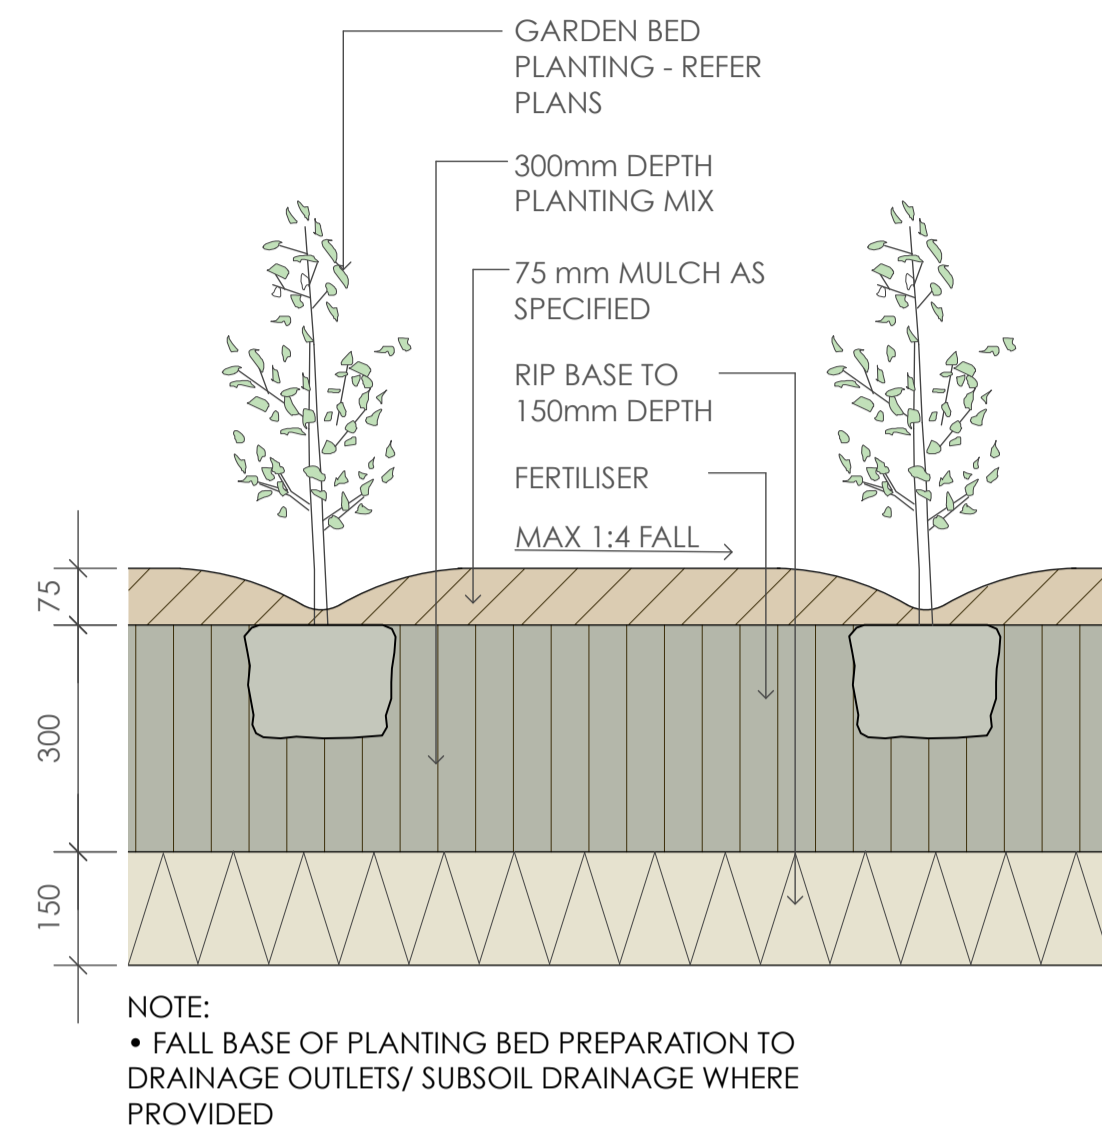 GARDEN BED
PLANTING - REFER
PLANS
300mm DEPTH
PLANTING MIX
75 mm MULCH AS
SPECIFIED
RIP BASE TO
150mm DEPTH
FERTILISER
MAX 1:4 FALL
75
300
150
NOTE:
• FALL BASE OF PLANTING BED PREPARATION TO
DRAINAGE OUTLETS/ SUBSOIL DRAINAGE WHERE
PROVIDED